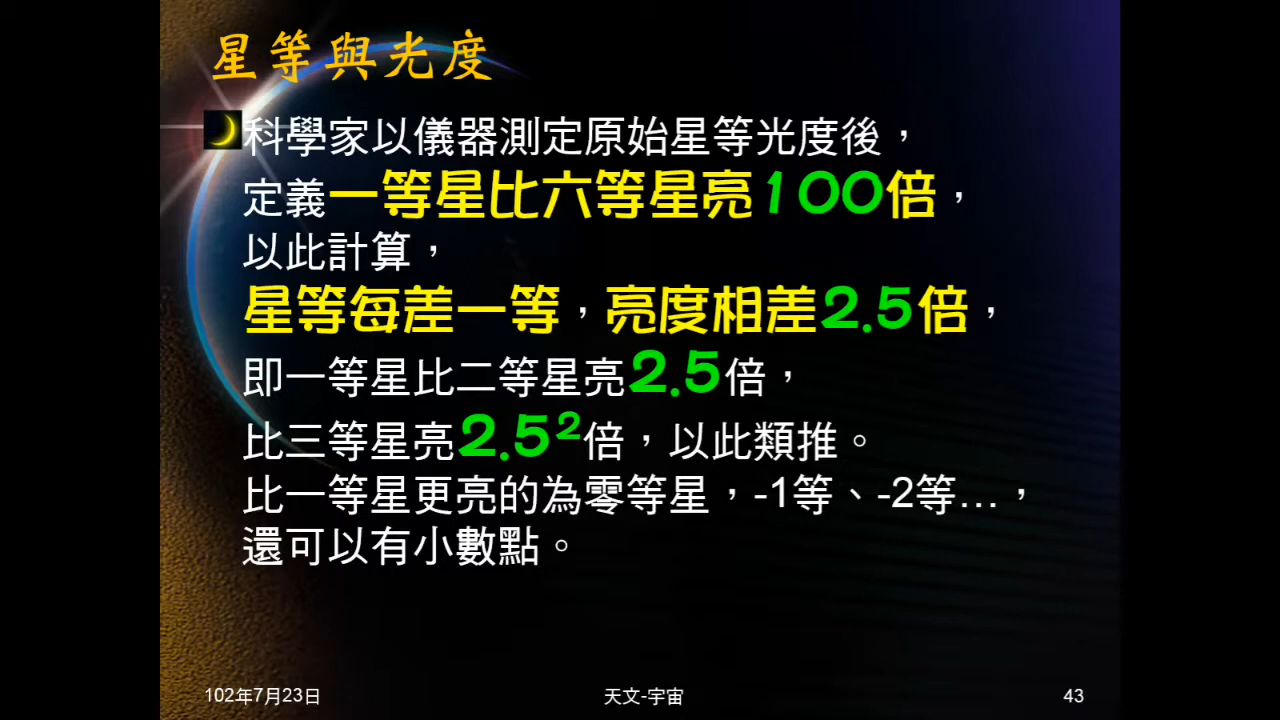 星等與光度
科學家以儀器測定原始星等光度後，
定義一等星比六等星亮100倍，
以此計算，
星等每差一等，亮度相差2.5倍，
即一等星比二等星亮2.5倍，
比三等星亮2.5²倍，以此類推。
比一等星更亮的為零等星，-1等、-2等…，
還可以有小數點。
102年7月23日
天文-宇宙
43